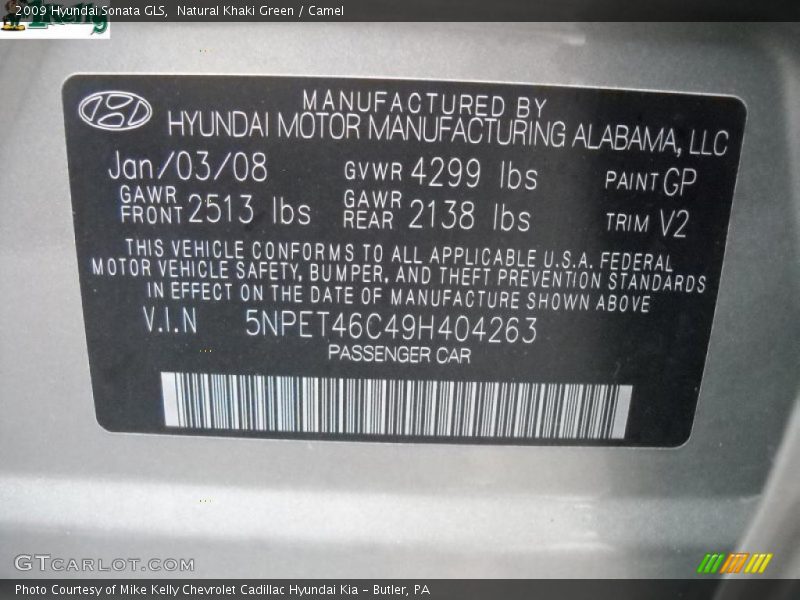 2009 Hyundai Sonata GLS, Natural Khaki Green / Camel
MANUFACTURED BY
HYUNDAI MOTOR MANUFACTURING ALABAMA, LLC
Jan/03/08 GVWR 4299 lbs PAINT GP
GAWR FRONT 2513 lbs GAWR REAR 2138 lbs TRIM V2
THIS VEHICLE CONFORMS TO ALL APPLICABLE U.S.A. FEDERAL
MOTOR VEHICLE SAFETY, BUMPER, AND THEFT PREVENTION STANDARDS
IN EFFECT ON THE DATE OF MANUFACTURE SHOWN ABOVE
V.I.N 5NPET46C49H404263
PASSENGER CAR
GTCARLOT.COM
Photo Courtesy of Mike Kelly Chevrolet Cadillac Hyundai Kia - Butler, PA